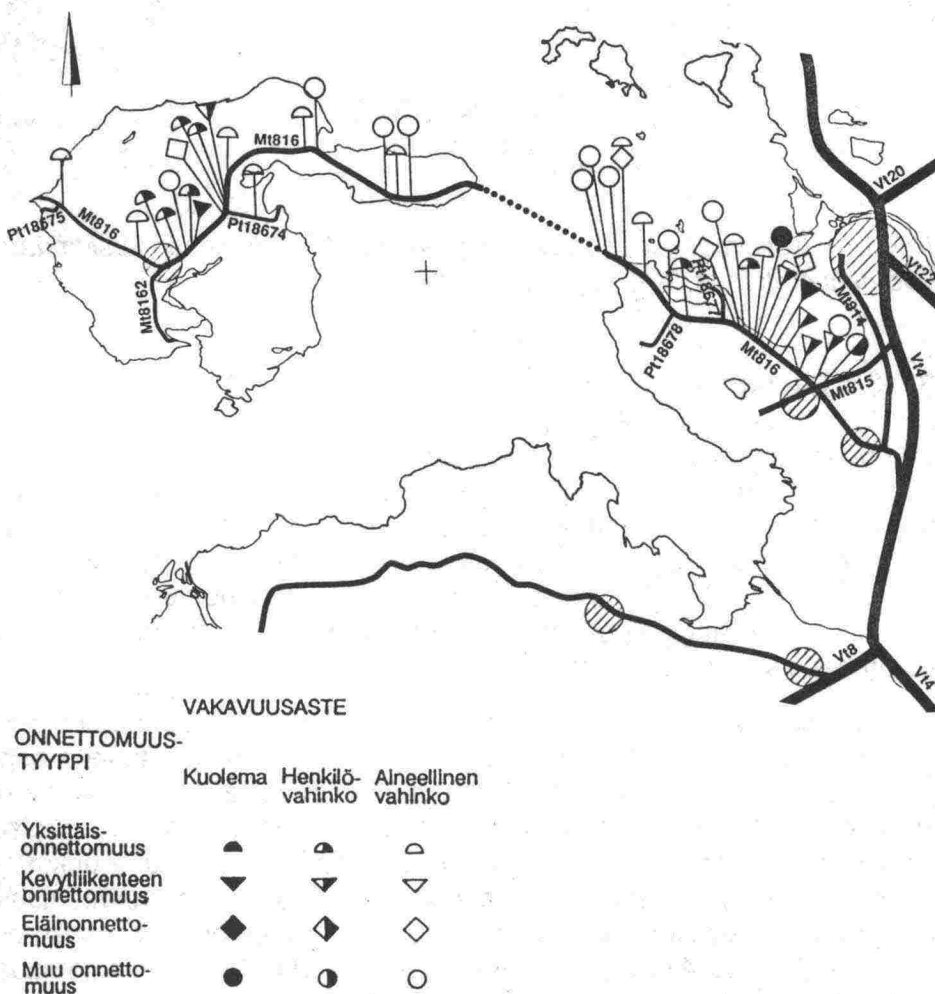 Mt816
Vt20
Pt18675
Mt816
Pt18674
Vt22
Mt8162
Pt18677
Mt914
Pt18678
Mt816
Mt815
Vt4
Vt8
Vt4
VAKAVUUSASTE
ONNETTOMUUS-
TYYPPI
Kuolema Henkilö- Aineellinen
vahinko vahinko
Yksittäis-
onnettomuus
Kevytliikenteen
onnettomuus
Eläinonnetto-
muus
Muu onnetto-
muus